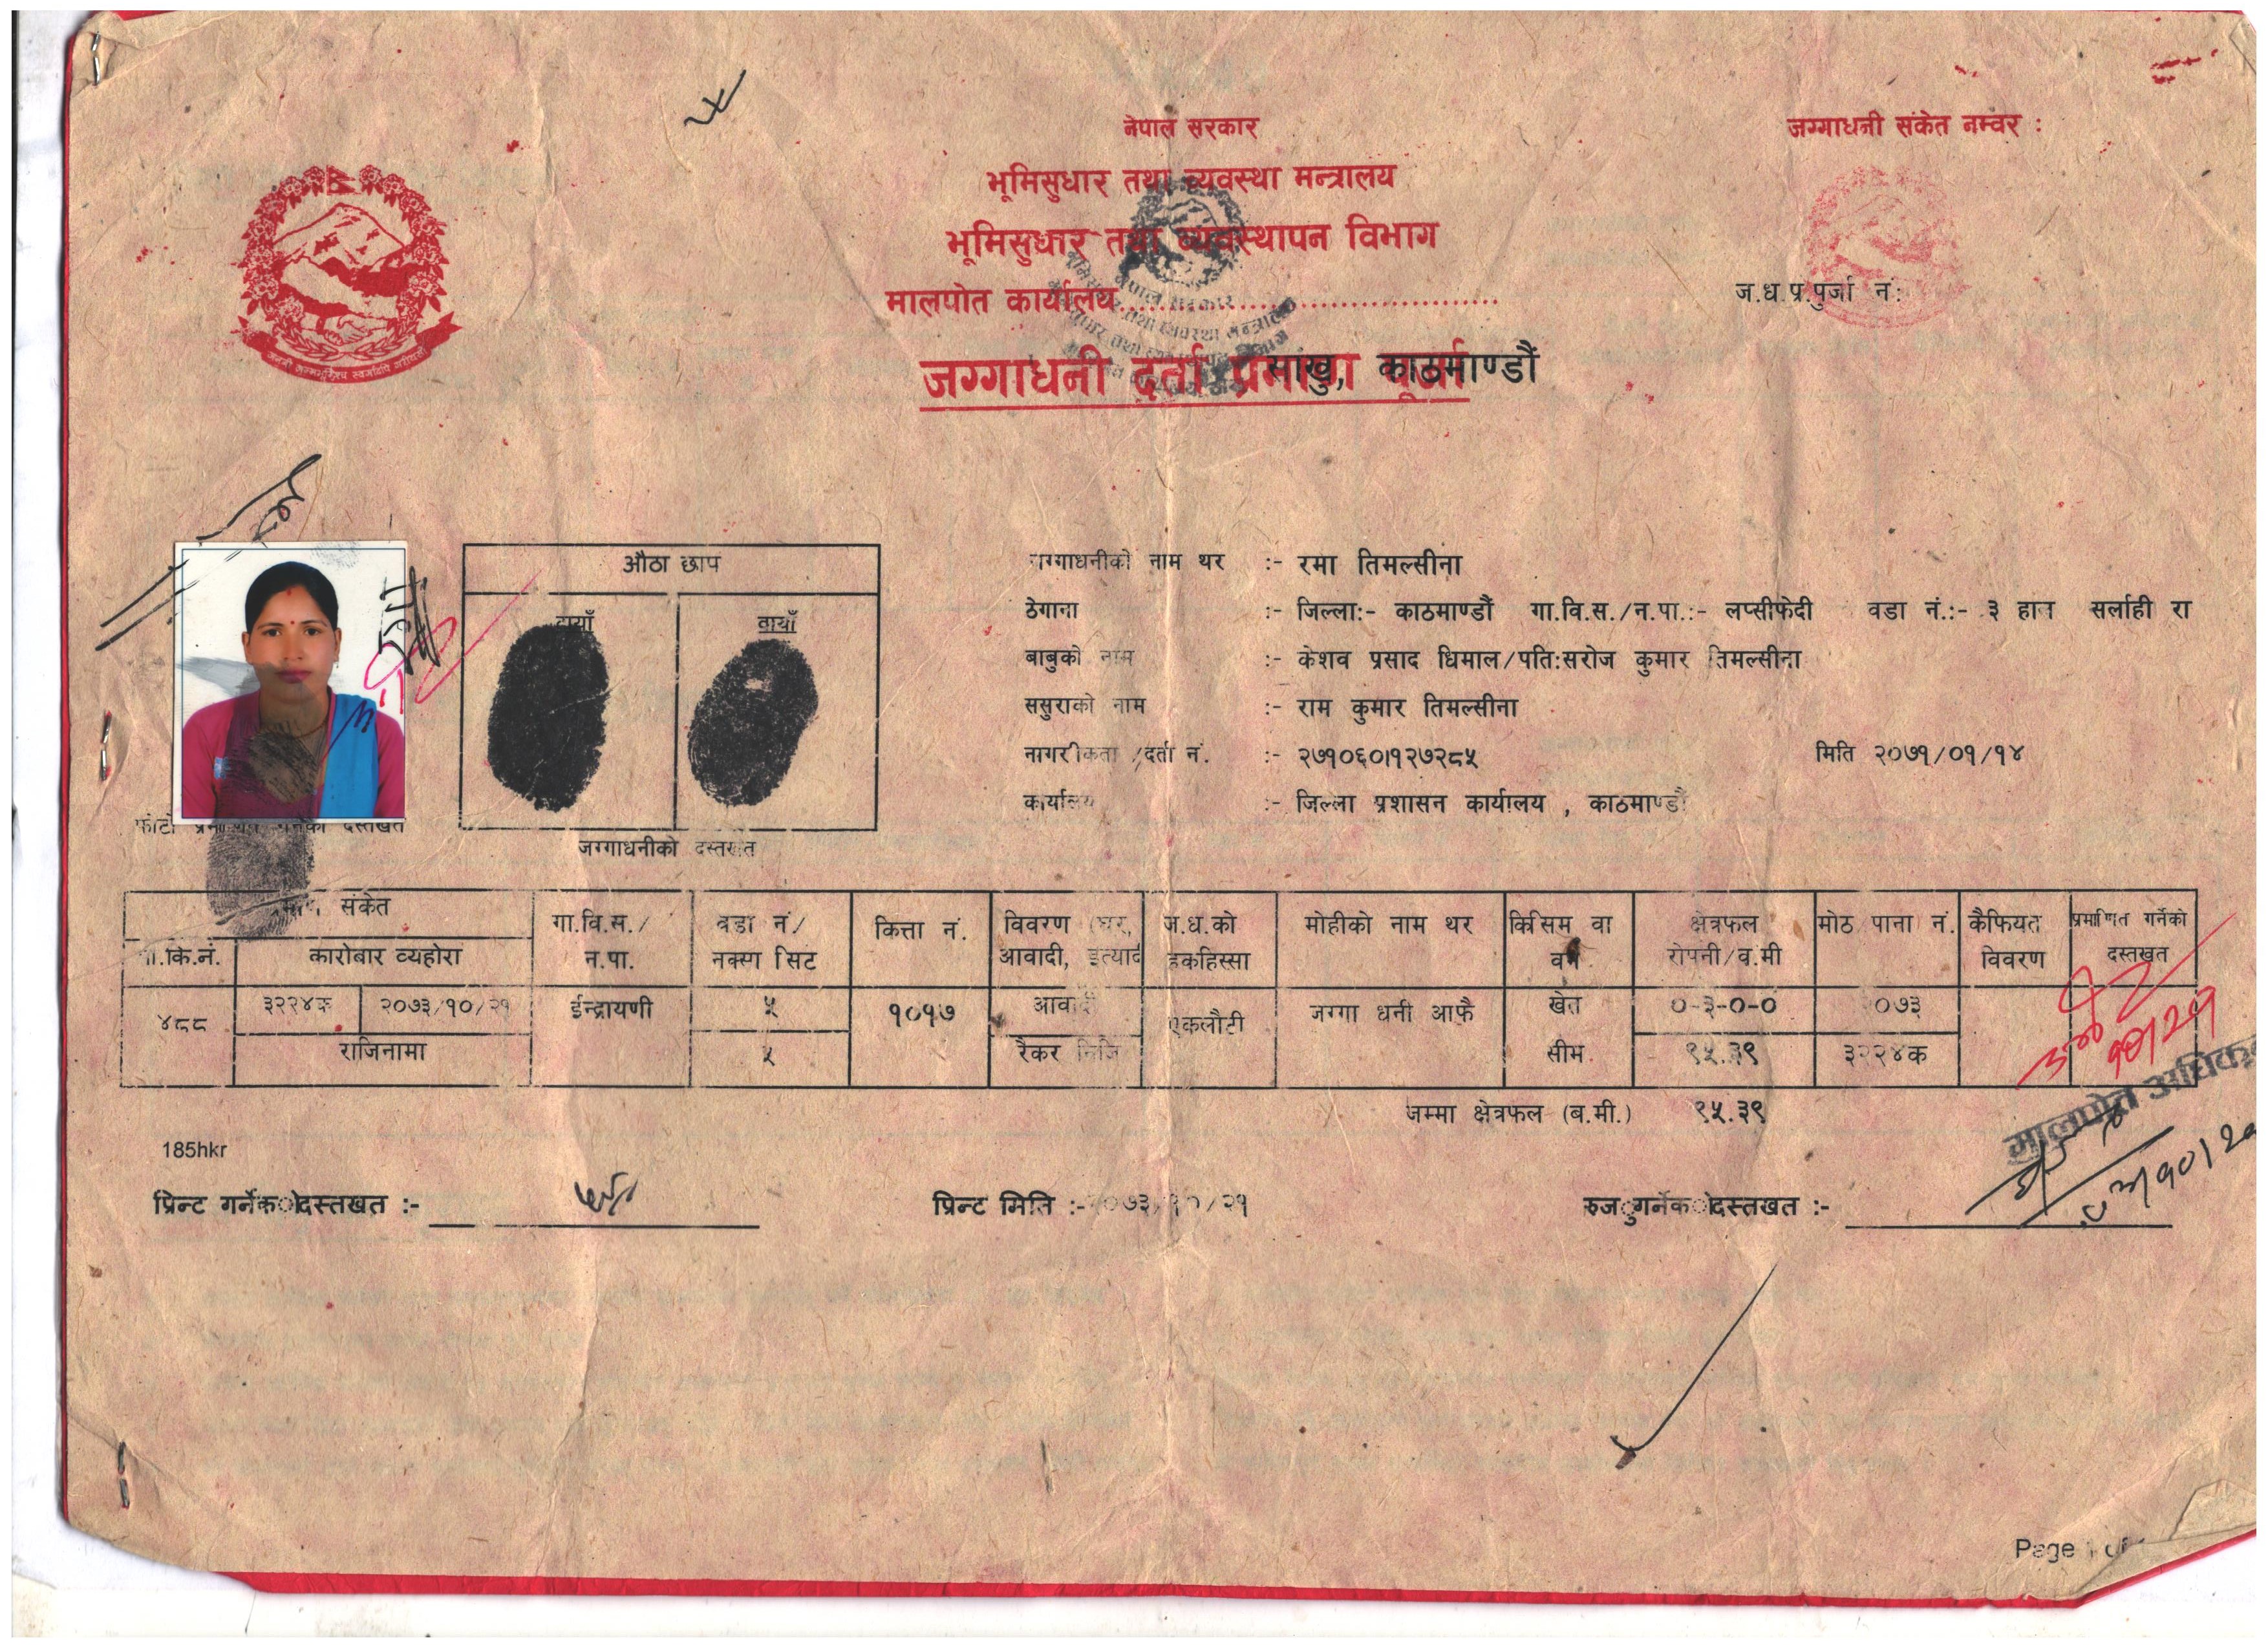 नेपाल सरकार
जग्गाधनी संकेत नम्वर :
भूमिसुधार तथा व्यवस्था मन्त्रालय
भूमिसुधार तथा व्यवस्थापन विभाग
मालपोत कार्यालय
ज.ध.प्र.पुर्जा नं:
जग्गाधनी दर्ता प्रमाण पूर्जा
साखु, काठमाण्डौं
औठा छाप
दायाँ वायाँ
जग्गाधनीको नाम थर :- रमा तिमल्सीना
ठेगाना :- जिल्ला:- काठमाण्डौं गा.वि.स./न.पा.:- लप्सीफेदी वडा नं.:- ३ हाल सर्लाही रा
बाबुको नाम :- केशव प्रसाद धिमाल/पति:सरोज कुमार तिमल्सीना
ससुराको नाम :- राम कुमार तिमल्सीना
नागरीकता /दर्ता नं. :- २७१०६०।१२७२८५ मिति २०७१/०१/१४
कार्यालय :- जिल्ला प्रशासन कार्यालय , काठमाण्डौं
फोटो प्रमाणित गर्नेको दस्तखत
जग्गाधनीको दस्तखत
संकेत
गा.वि.स./ न.पा.
वडा नं/ नक्सा सिट
कित्ता नं.
विवरण (घर, आवादी, इत्यादि
ज.ध.को हकहिस्सा
मोहीको नाम थर
किसिम वा
क्षेत्रफल रोपनी/व.मी
मोठ पाना नं.
कैफियत विवरण
प्रमाणित गर्नेको दस्तखत
कि.नं. कारोबार व्यहोरा
४८८ ३२२४क २०७३/१०/२१ ईन्द्रायणी ५ १०१७ आवादी एकलौटी जग्गा धनी आफै खेत ०-३-०-० ०७३
राजिनामा ५ रैकर निजि सीम ९५.३९ ३२२४क
जम्मा क्षेत्रफल (ब.मी.) ९५.३९
मालपोत अधिकृत
185hkr
प्रिन्ट गर्नेको दस्तखत :- प्रिन्ट मिति :- २०७३/१०/२१ रुजु गर्नेको दस्तखत :-
Page 1 of